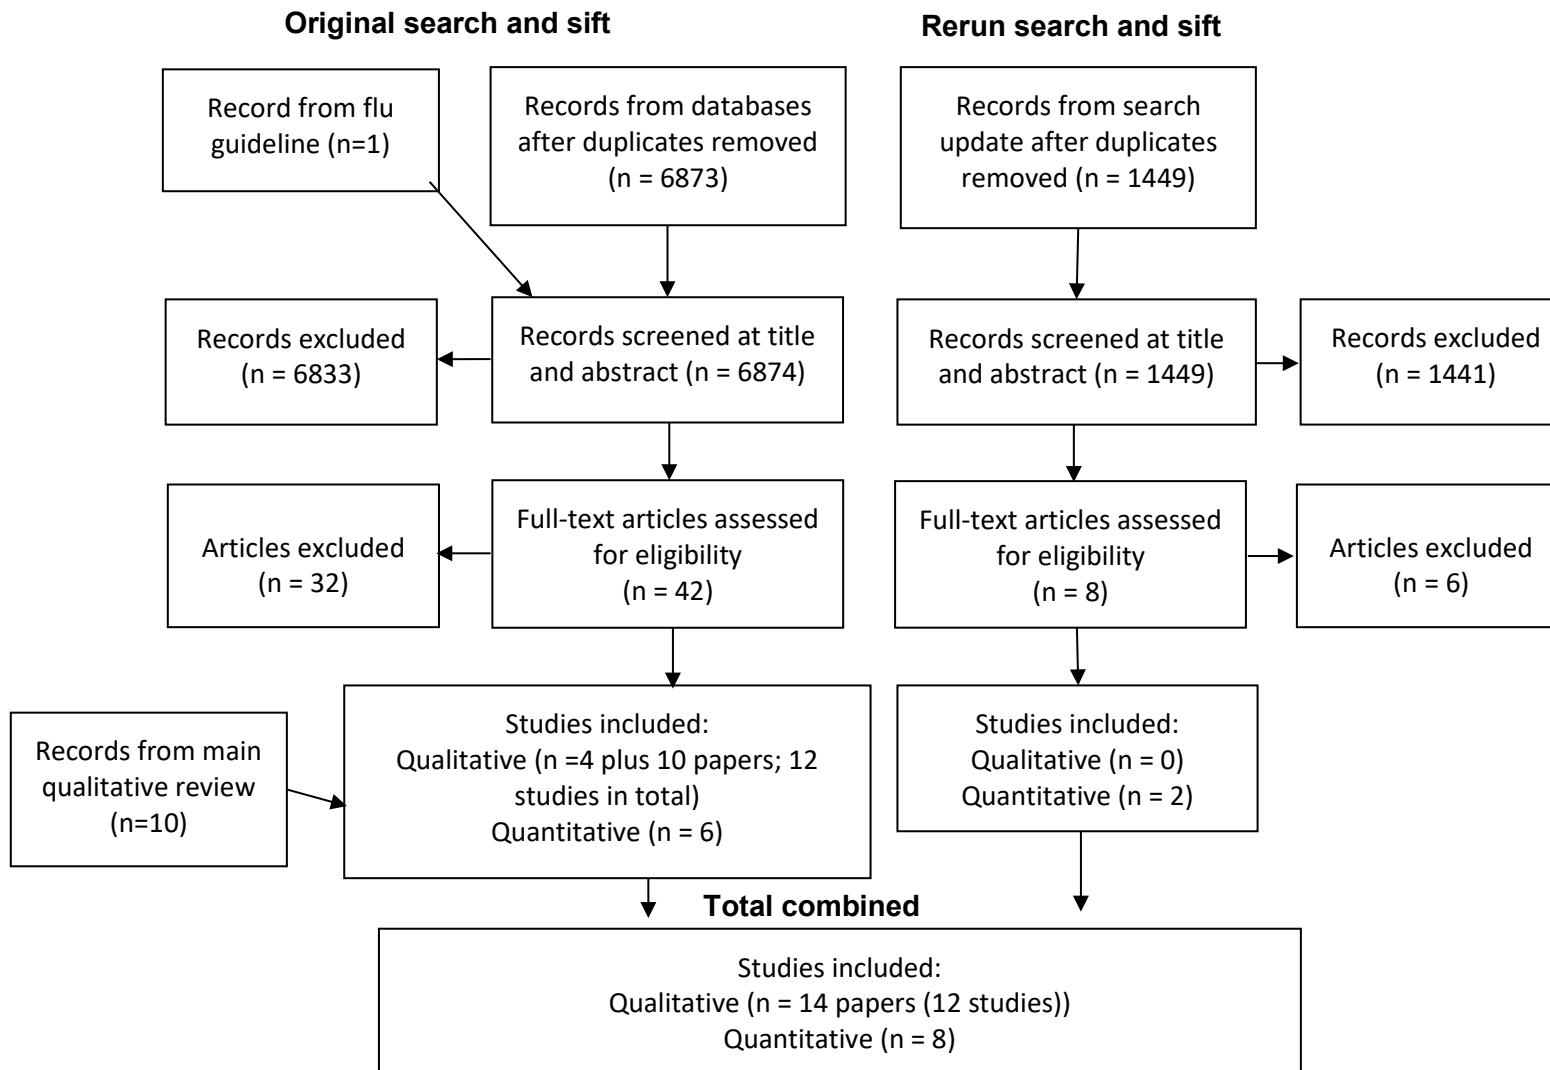 Original search and sift
Rerun search and sift
Record from flu
guideline (n=1)
Records from databases
after duplicates removed
(n = 6873)
Records from search
update after duplicates
removed (n = 1449)
Records excluded
(n = 6833)
Records screened at title
and abstract (n = 6874)
Records screened at title
and abstract (n = 1449)
Records excluded
(n = 1441)
Articles excluded
(n = 32)
Full-text articles assessed
for eligibility
(n = 42)
Full-text articles assessed
for eligibility
(n = 8)
Articles excluded
(n = 6)
Records from main
qualitative review
(n=10)
Studies included:
Qualitative (n =4 plus 10 papers; 12
studies in total)
Quantitative (n = 6)
Studies included:
Qualitative (n = 0)
Quantitative (n = 2)
Total combined
Studies included:
Qualitative (n = 14 papers (12 studies))
Quantitative (n = 8)